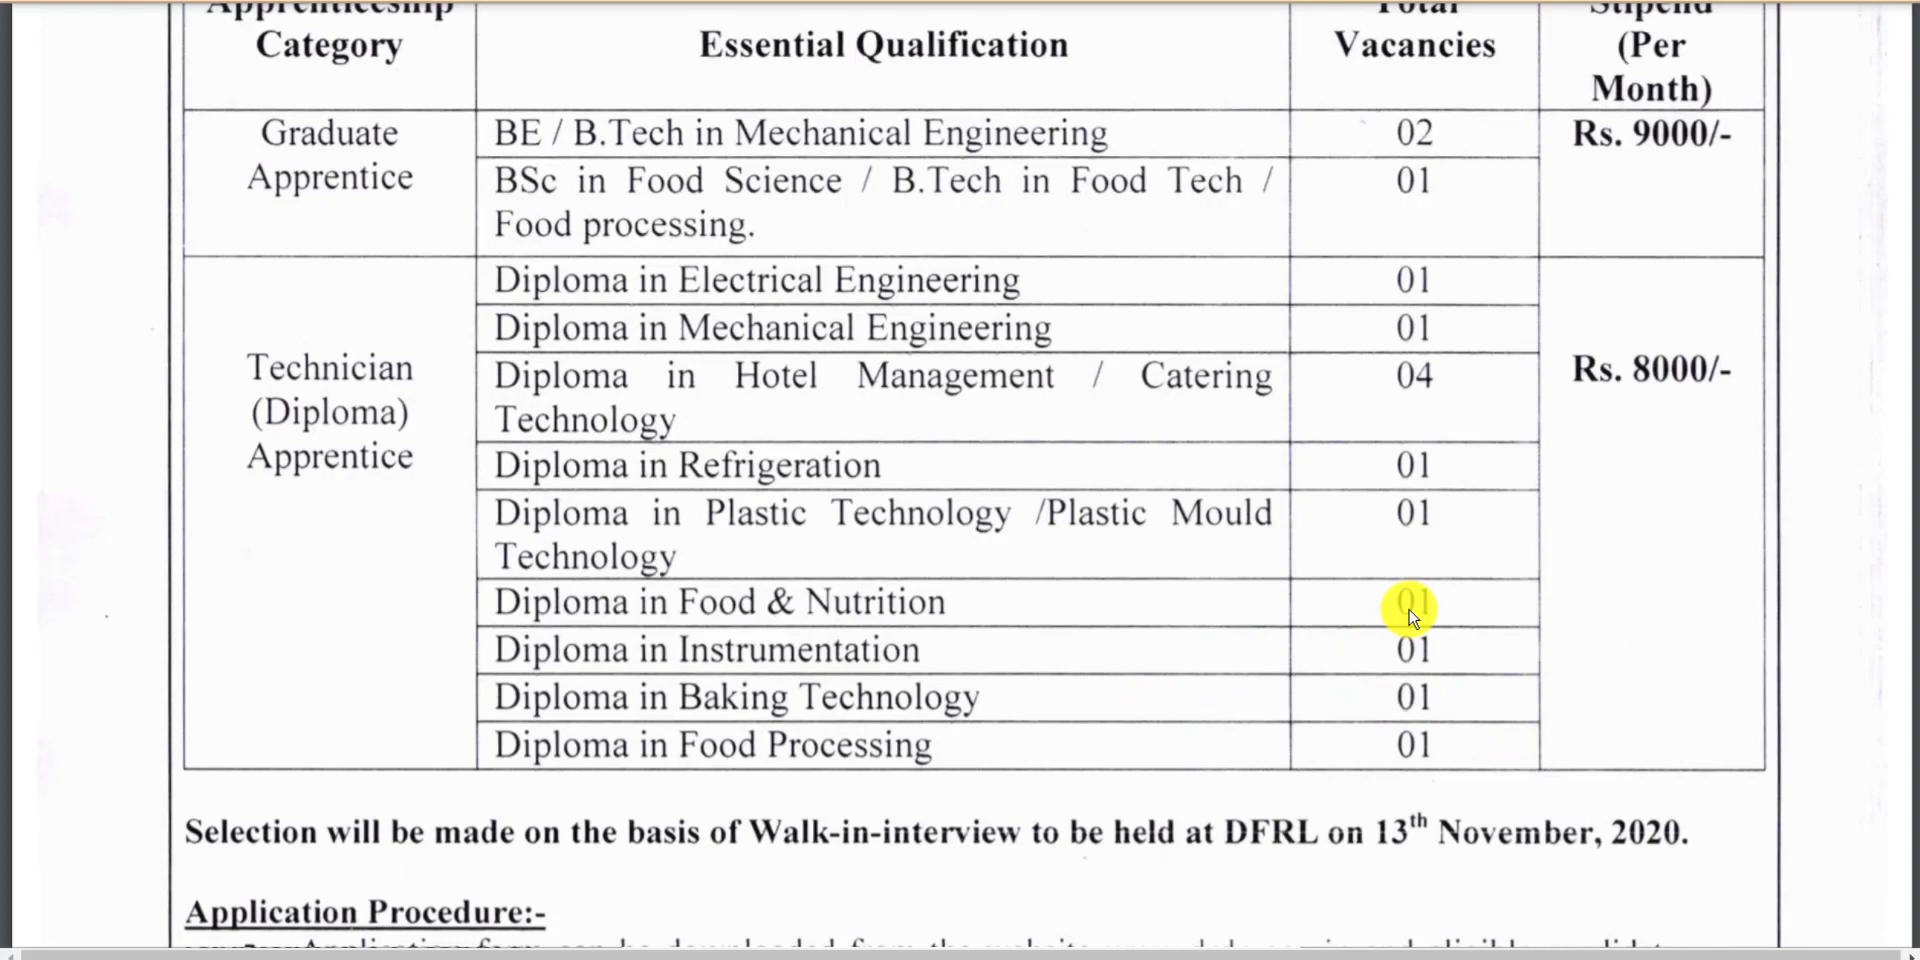 Apprenticeship
Category
Essential Qualification
Total
Vacancies
Stipend
(Per
Month)
Graduate
Apprentice
BE / B.Tech in Mechanical Engineering
02
Rs. 9000/-
BSc in Food Science / B.Tech in Food Tech /
Food processing.
01
Technician
(Diploma)
Apprentice
Diploma in Electrical Engineering
01
Diploma in Mechanical Engineering
01
Diploma in Hotel Management / Catering
Technology
04
Rs. 8000/-
Diploma in Refrigeration
01
Diploma in Plastic Technology /Plastic Mould
Technology
01
Diploma in Food & Nutrition
01
Diploma in Instrumentation
01
Diploma in Baking Technology
01
Diploma in Food Processing
01
Selection will be made on the basis of Walk-in-interview to be held at DFRL on 13th November, 2020.
Application Procedure:-